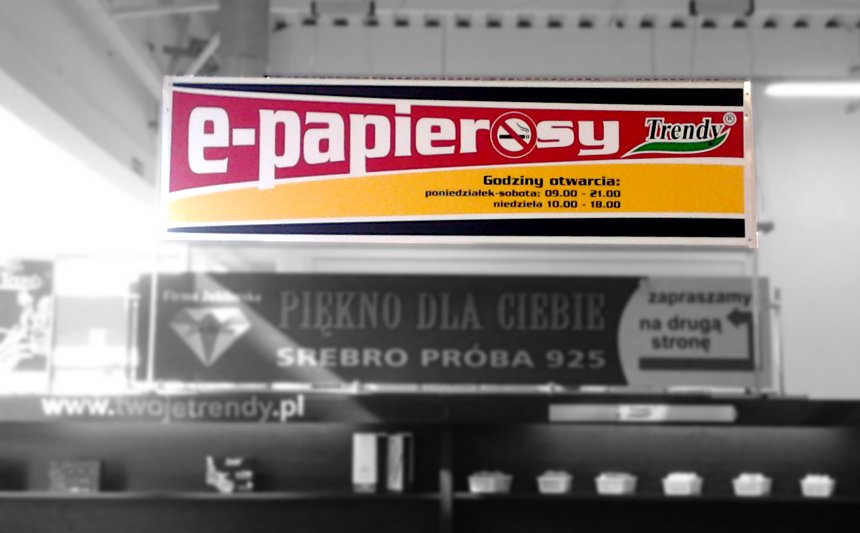 e-papierosy
Trendy®
Godziny otwarcia:
poniedziałek-sobota: 09.00 - 21.00
niedziela 10.00 - 18.00
PIĘKNO DLA CIEBIE
SREBRO PRÓBA 925
zapraszamy
na drugą
stronę
www.twojetrendy.pl